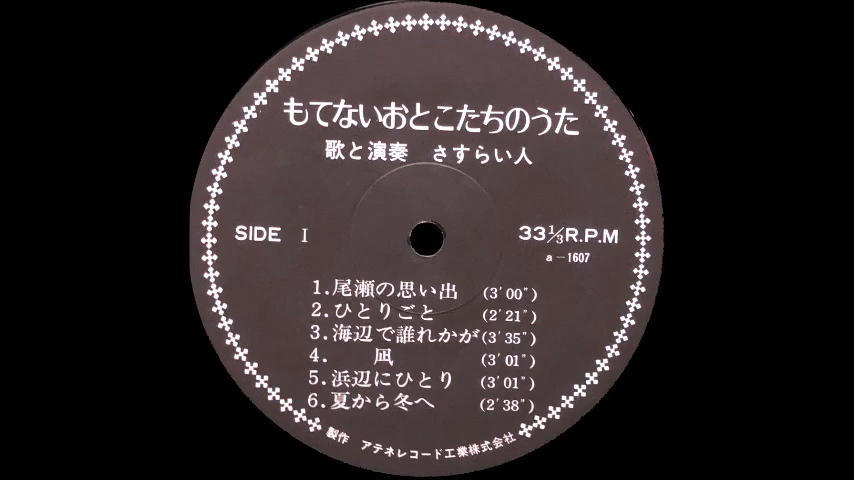 もてないおとこたちのうた
歌と演奏 さすらい人
SIDE I
33⅓R.P.M
a-1607
1.尾瀬の思い出 (3'00")
2.ひとりごと (2'21")
3.海辺で誰れかが(3'35")
4. 凪 (3'01")
5.浜辺にひとり (3'01")
6.夏から冬へ (2'38")
製作 アテネレコード工業株式会社